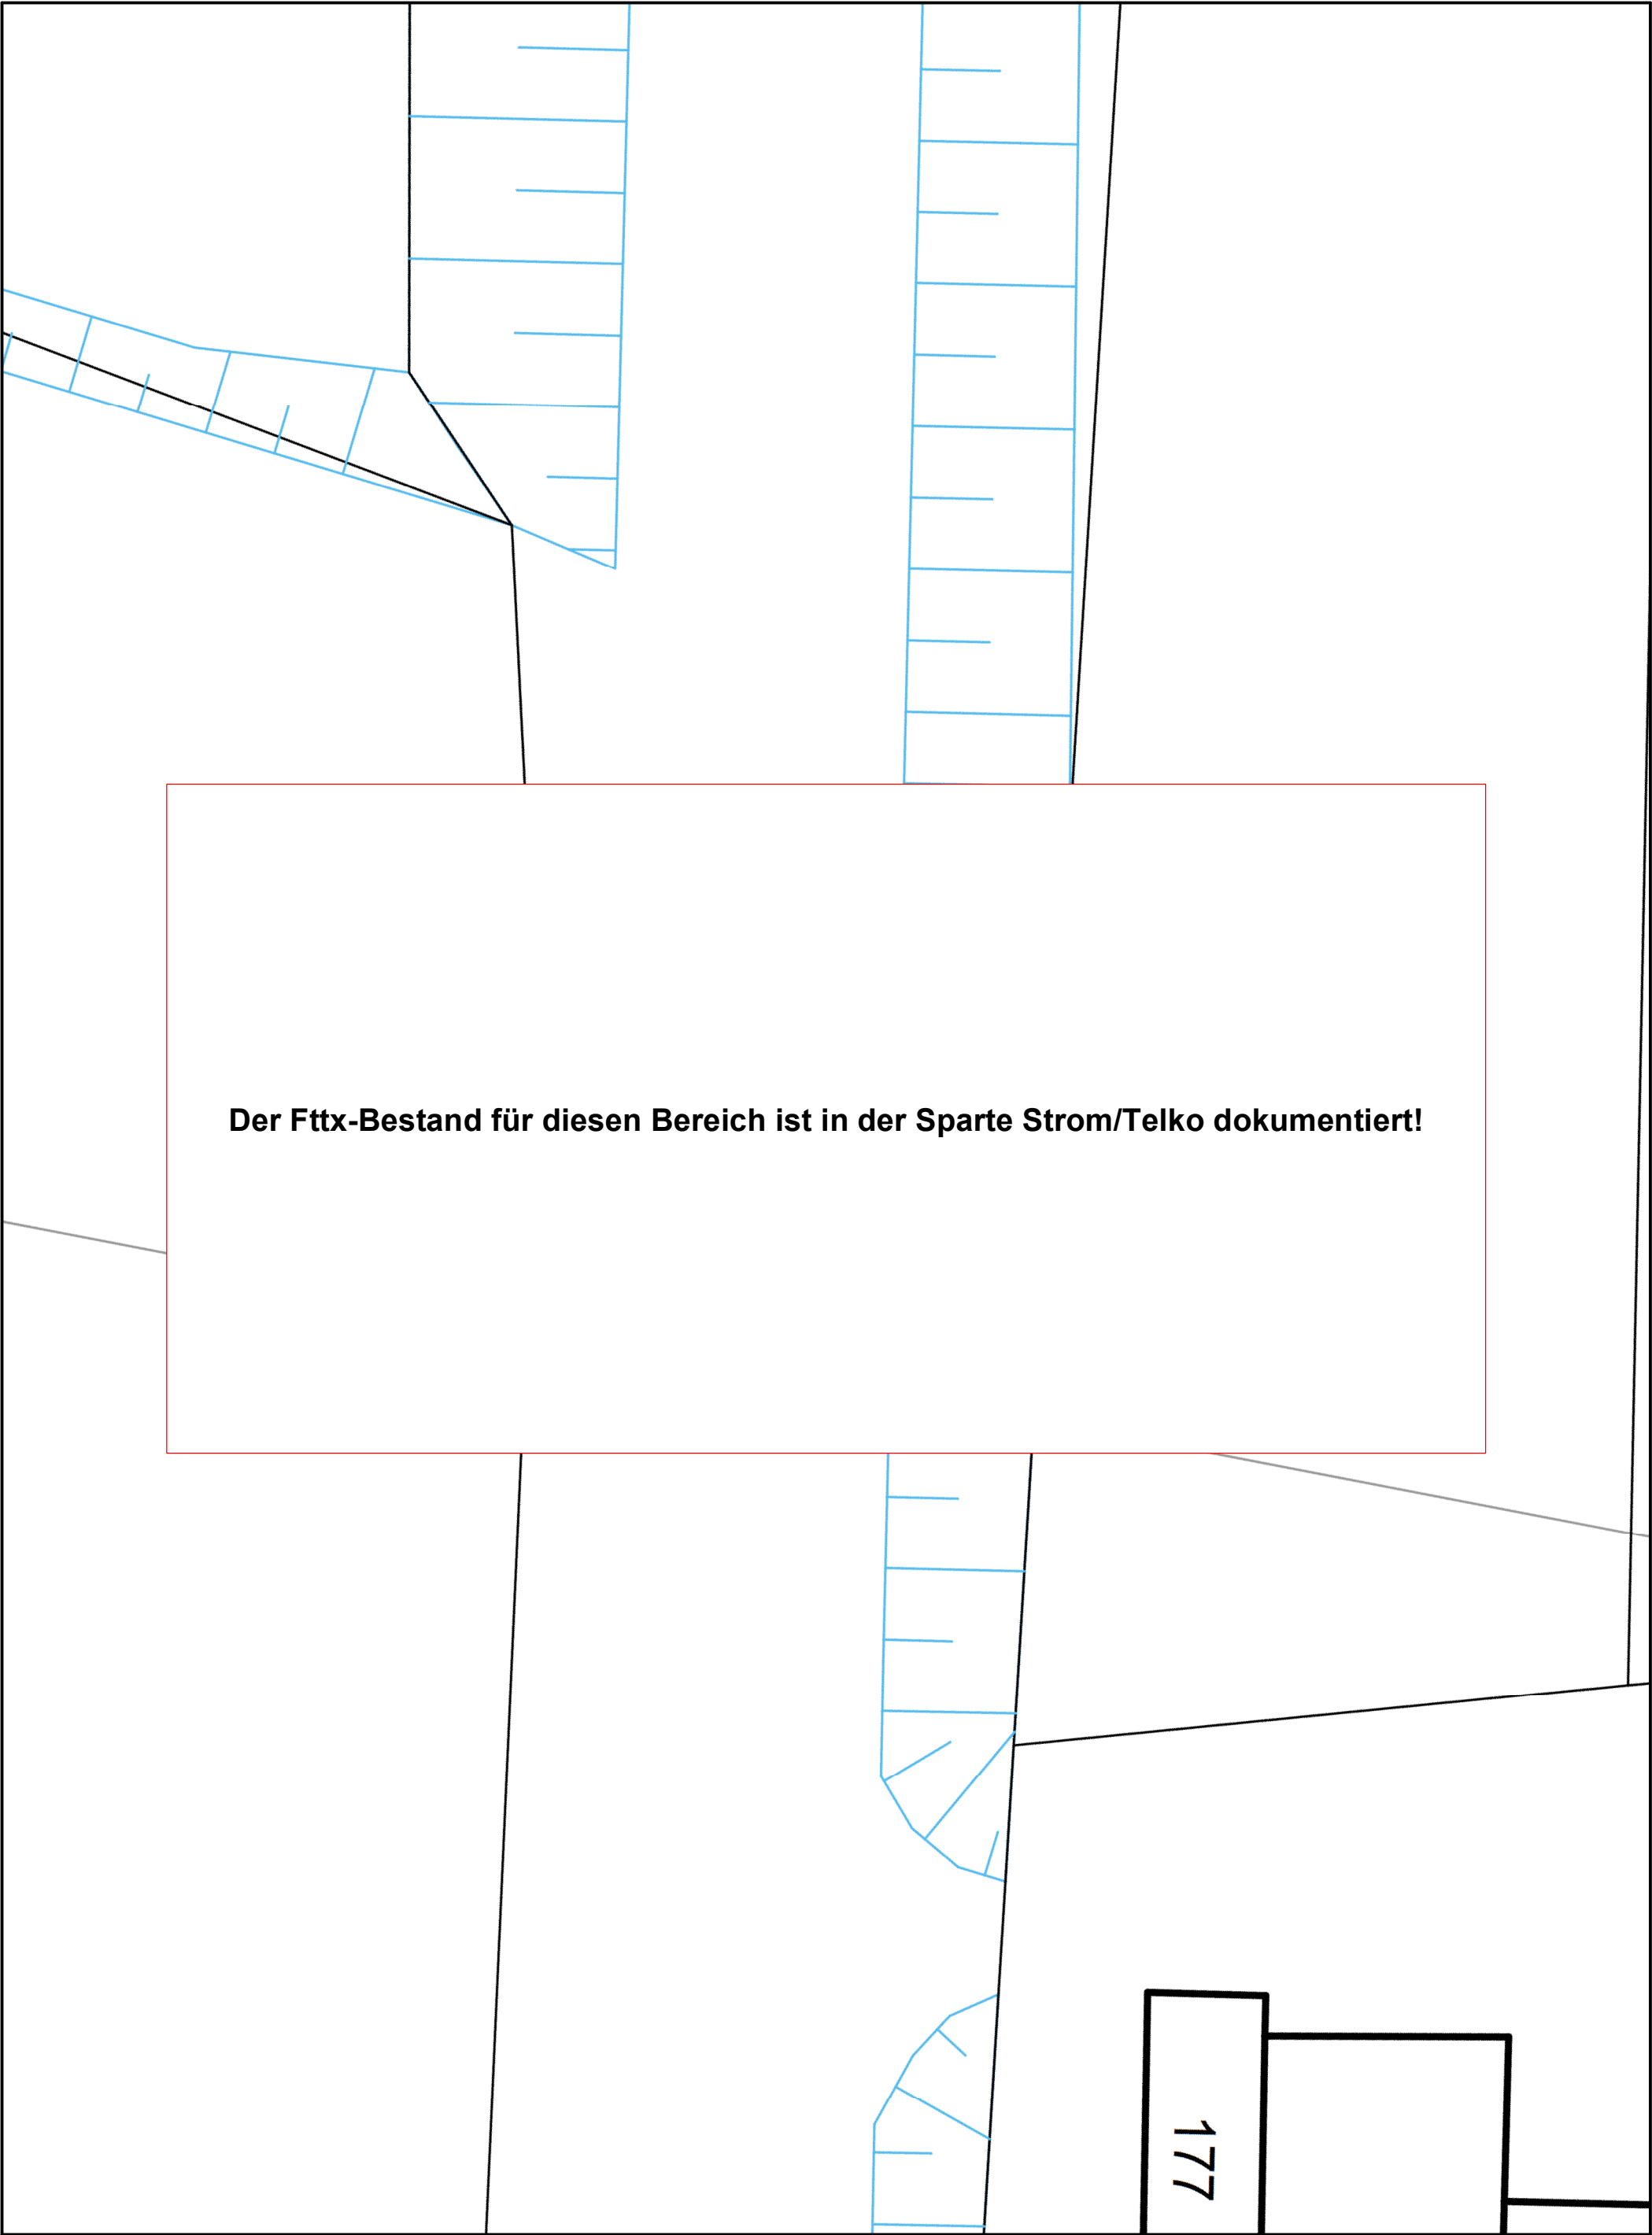 Der Fttx-Bestand für diesen Bereich ist in der Sparte Strom/Telko dokumentiert!
177